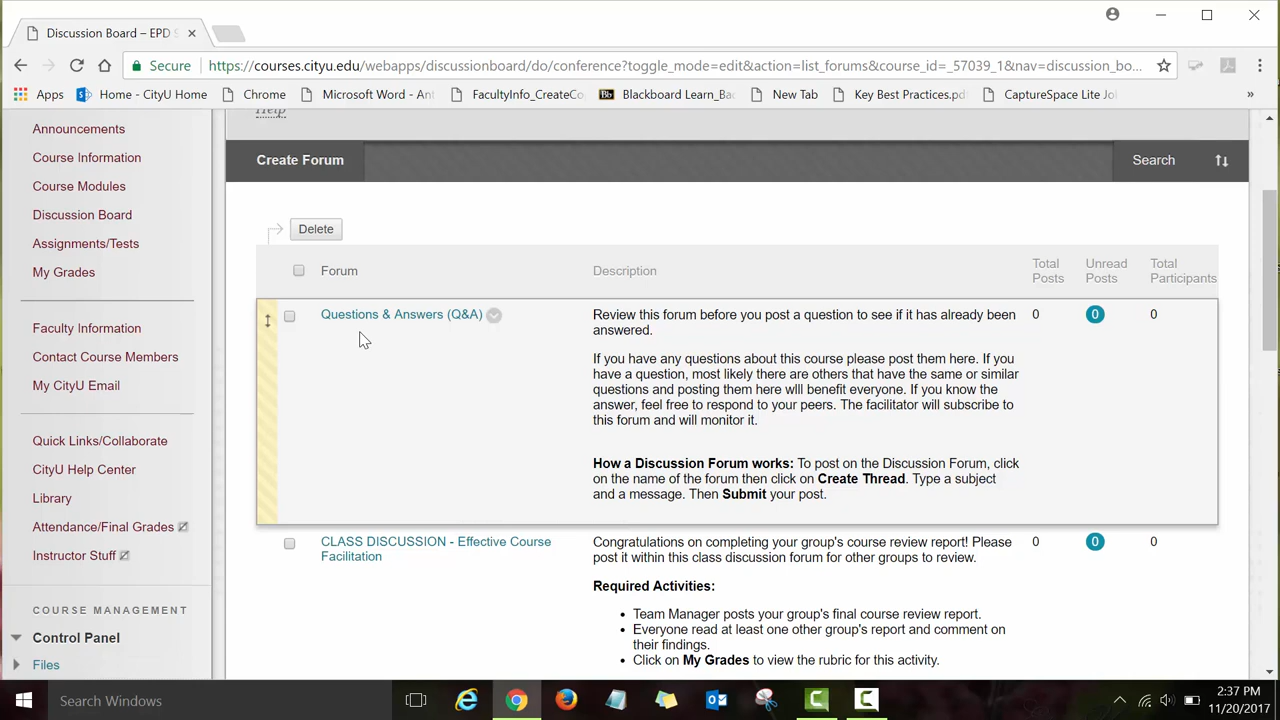 Discussion Board – EPD S
Secure
https://courses.cityu.edu/webapps/discussionboard/do/conference?toggle_mode=edit&action=list_forums&course_id=_57039_1&nav=discussion_bo...
Apps
Home - CityU Home
Chrome
Microsoft Word - Ant
FacultyInfo_CreateCo
Bb
Blackboard Learn_Ba
New Tab
Key Best Practices.pd
CaptureSpace Lite Jo
»
Help
Announcements
Course Information
Course Modules
Discussion Board
Assignments/Tests
My Grades
Faculty Information
Contact Course Members
My CityU Email
Quick Links/Collaborate
CityU Help Center
Library
Attendance/Final Grades
Instructor Stuff
COURSE MANAGEMENT
Control Panel
Files
Create Forum
Search
Delete
Forum
Description
Total
Posts
Unread
Posts
Total
Participants
Questions & Answers (Q&A)
Review this forum before you post a question to see if it has already been
answered.
0
0
0
If you have any questions about this course please post them here. If you
have a question, most likely there are others that have the same or similar
questions and posting them here will benefit everyone. If you know the
answer, feel free to respond to your peers. The facilitator will subscribe to
this forum and will monitor it.
How a Discussion Forum works: To post on the Discussion Forum, click
on the name of the forum then click on Create Thread. Type a subject
and a message. Then Submit your post.
CLASS DISCUSSION - Effective Course
Facilitation
Congratulations on completing your group's course review report! Please
post it within this class discussion forum for other groups to review.
0
0
0
Required Activities:
• Team Manager posts your group's final course review report.
• Everyone read at least one other group's report and comment on
their findings.
• Click on My Grades to view the rubric for this activity.
Search Windows
2:37 PM
11/20/2017